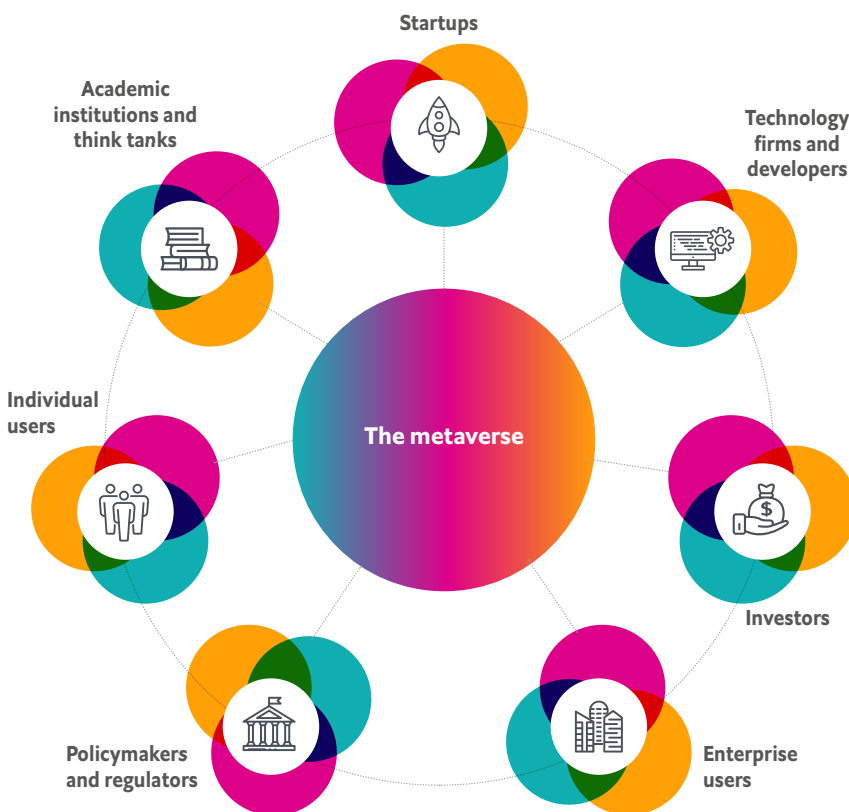 Startups
Academic
institutions and
think tanks
Technology
firms and
developers
The metaverse
Individual
users
$
Investors
Policymakers
and regulators
Enterprise
users